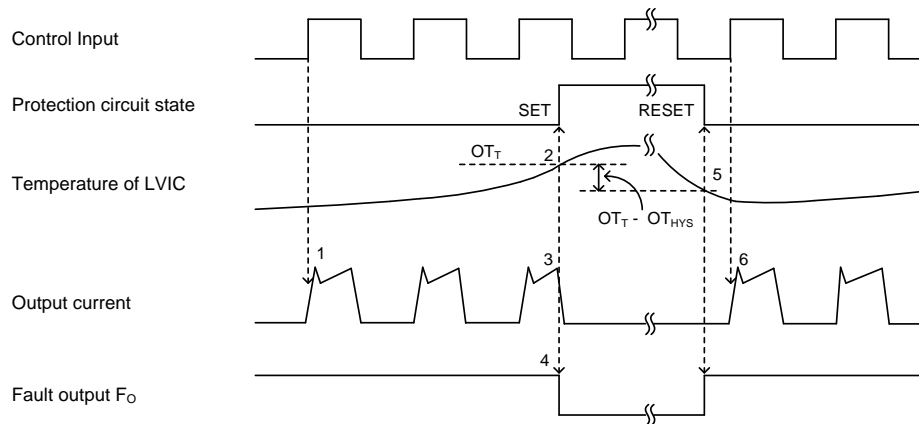 Control Input
Protection circuit state
SET
RESET
OT_T
2
5
Temperature of LVIC
OT_T - OT_HYS
1
3
6
Output current
4
Fault output F_O